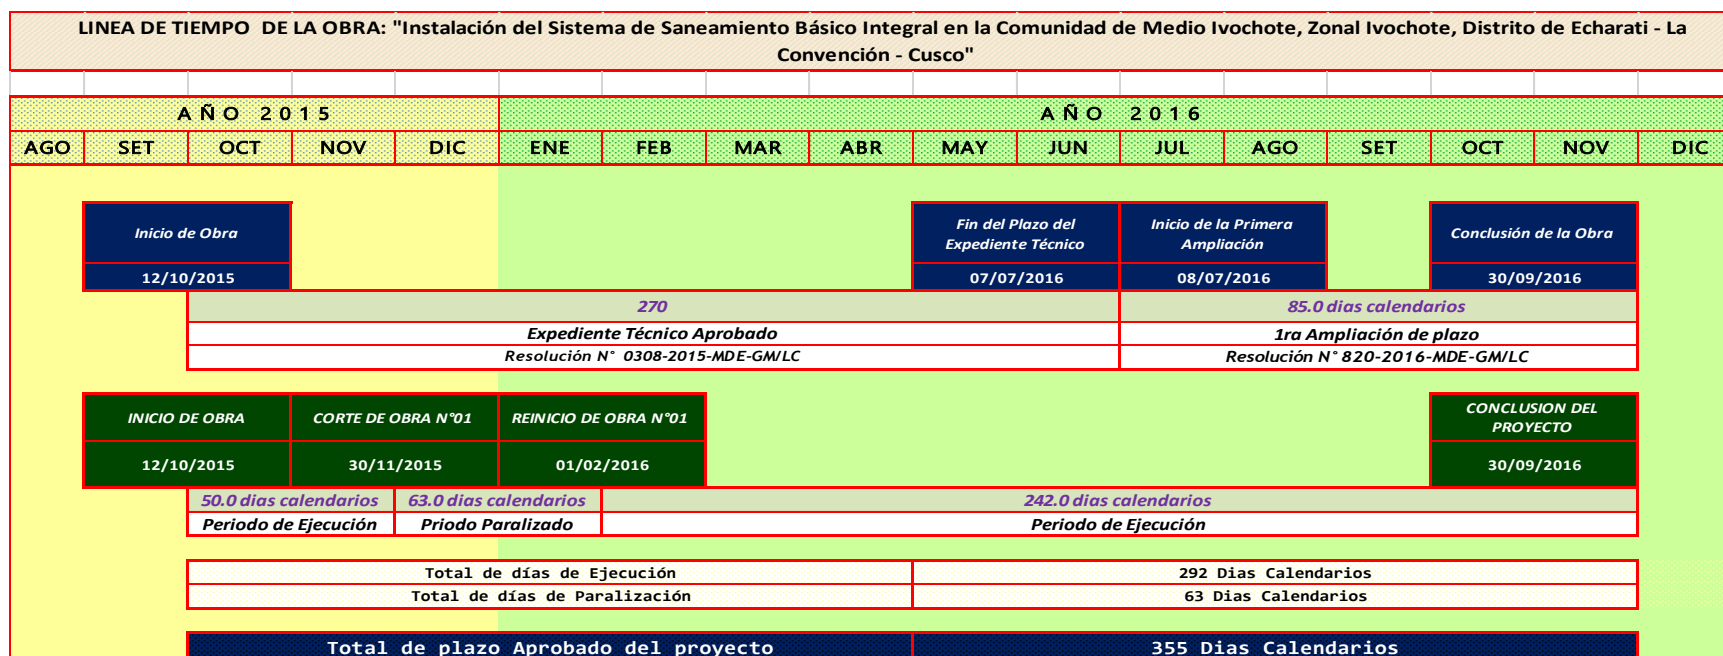 LINEA DE TIEMPO DE LA OBRA: "Instalación del Sistema de Saneamiento Básico Integral en la Comunidad de Medio Ivochote, Zonal Ivochote, Distrito de Echarati - La
Convención - Cusco"
AÑO 2015 AÑO 2016
AGO SET OCT NOV DIC ENE FEB MAR ABR MAY JUN JUL AGO SET OCT NOV DIC
Inicio de Obra
12/10/2015
Fin del Plazo del
Expediente Técnico
07/07/2016
Inicio de la Primera
Ampliación
08/07/2016
Conclusión de la Obra
30/09/2016
270 85.0 dias calendarios
Expediente Técnico Aprobado 1ra Ampliación de plazo
Resolución N° 0308-2015-MDE-GM/LC Resolución N° 820-2016-MDE-GM/LC
INICIO DE OBRA
12/10/2015
CORTE DE OBRA N°01
30/11/2015
REINICIO DE OBRA N°01
01/02/2016
CONCLUSION DEL
PROYECTO
30/09/2016
50.0 dias calendarios 63.0 dias calendarios 242.0 dias calendarios
Periodo de Ejecución Priodo Paralizado Periodo de Ejecución
Total de días de Ejecución 292 Dias Calendarios
Total de días de Paralización 63 Dias Calendarios
Total de plazo Aprobado del proyecto 355 Dias Calendarios